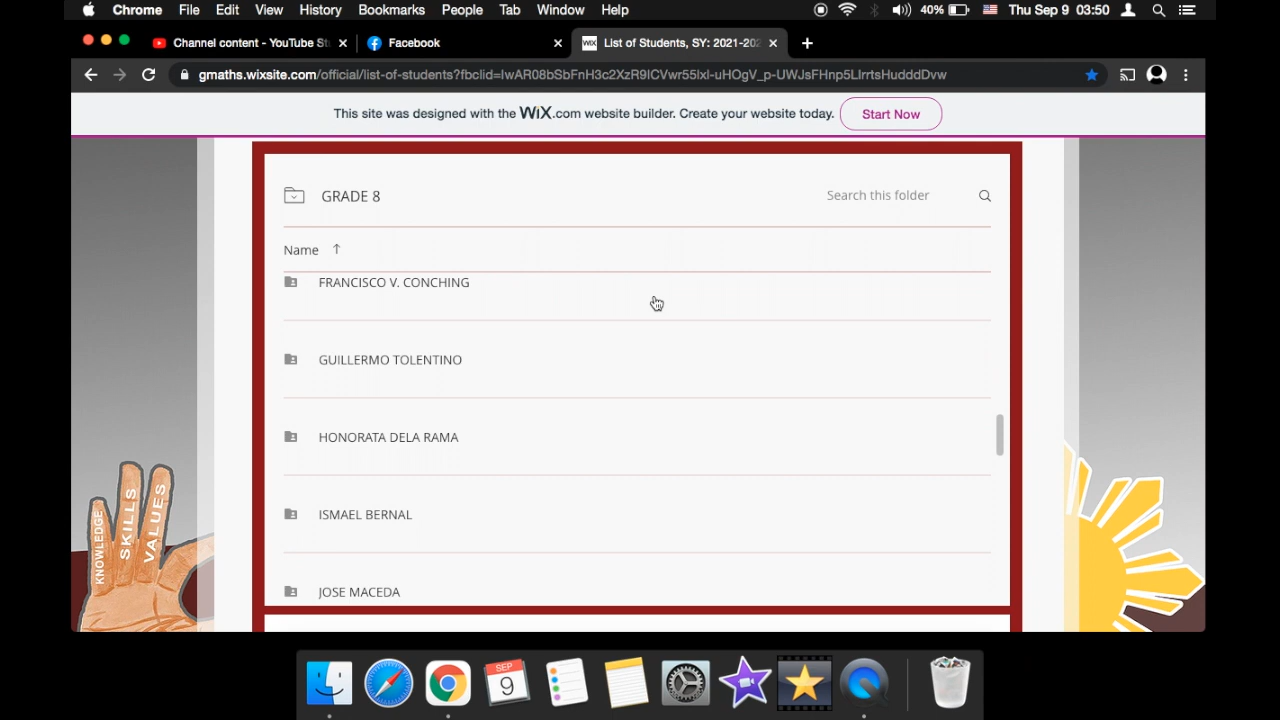 Chrome File Edit View History Bookmarks People Tab Window Help 40% Thu Sep 9 03:50
Channel content - YouTube St
Facebook
WiX List of Students, SY: 2021-202
gmaths.wixsite.com/official/list-of-students?fbclid=IwAR08bSbFnH3c2XzR9ICVwr55lxl-uHOgV_p-UWJsFHnp5LIrrtsHudddDvw
This site was designed with the WiX.com website builder. Create your website today. Start Now
GRADE 8 Search this folder
Name ↑
FRANCISCO V. CONCHING
GUILLERMO TOLENTINO
HONORATA DELA RAMA
ISMAEL BERNAL
JOSE MACEDA
KNOWLEDGE
SKILLS
VALUES
SEP
9